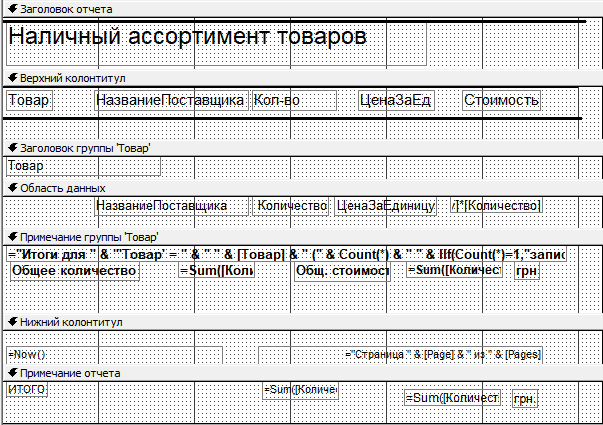 Заголовок отчета
Наличный ассортимент товаров
Верхний колонтитул
Товар НазваниеПоставщика Кол-во ЦенаЗаЕд Стоимость
Заголовок группы 'Товар'
Товар
Область данных
НазваниеПоставщика Количество ЦенаЗаЕдиницу /]*[Количество]
Примечание группы 'Товар'
="Итоги для " & "'Товар' = " & " " & [Товар] & " (" & Count(*) & " " & IIf(Count(*)=1,"запис
Общее количество =Sum([Коли Общ. стоимост =Sum([Количест грн
Нижний колонтитул
=Now() ="Страница " & [Page] & " из " & [Pages]
Примечание отчета
ИТОГО =Sum([Количе =Sum([Количест грн.